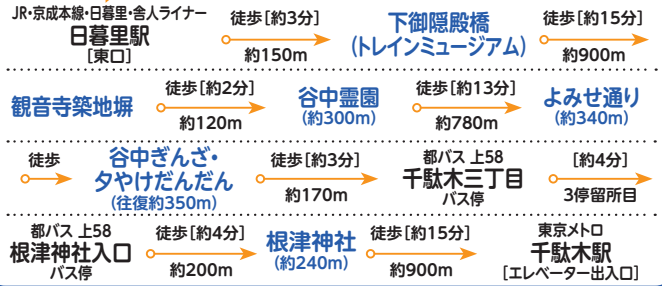 JR・京成本線・日暮里・舎人ライナー
日暮里駅
[東口]
徒歩[約3分]
約150m
下御隠殿橋
(トレインミュージアム)
徒歩[約15分]
約900m
観音寺築地塀
徒歩[約2分]
約120m
谷中霊園
(約300m)
徒歩[約13分]
約780m
よみせ通り
(約340m)
徒歩
谷中ぎんざ・
夕やけだんだん
(往復約350m)
徒歩[約3分]
約170m
都バス 上58
千駄木三丁目
バス停
[約4分]
3停留所目
都バス 上58
根津神社入口
バス停
徒歩[約4分]
約200m
根津神社
(約240m)
徒歩[約15分]
約900m
東京メトロ
千駄木駅
[エレベーター出入口]